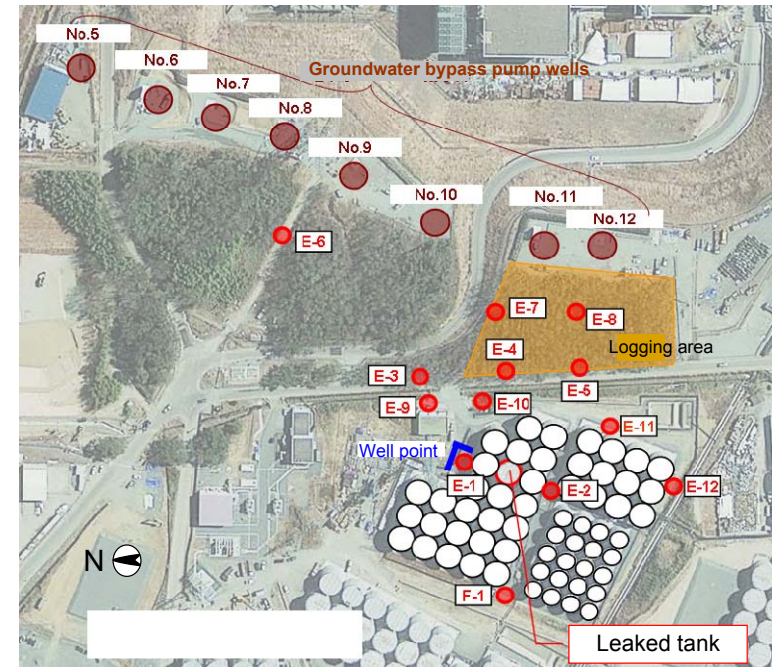 No.5
No.6
No.7
Groundwater bypass pump wells
No.8
No.9
No.10
No.11
No.12
E-6
E-7
E-8
Logging area
E-4
E-5
E-3
E-9
E-10
E-11
Well point
E-1
E-2
E-12
N
F-1
Leaked tank